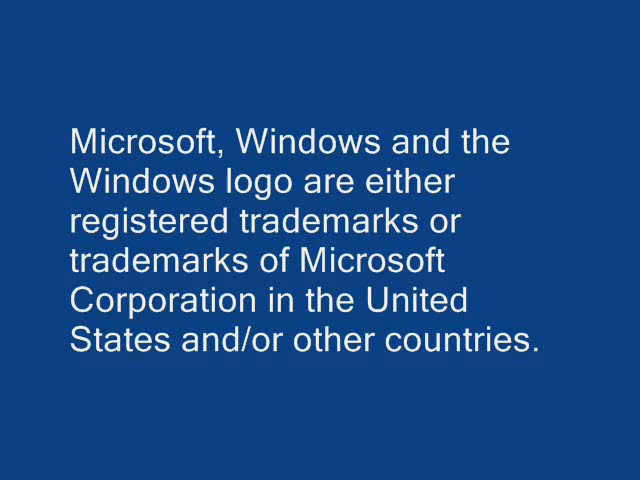 Microsoft, Windows and the
Windows logo are either
registered trademarks or
trademarks of Microsoft
Corporation in the United
States and/or other countries.